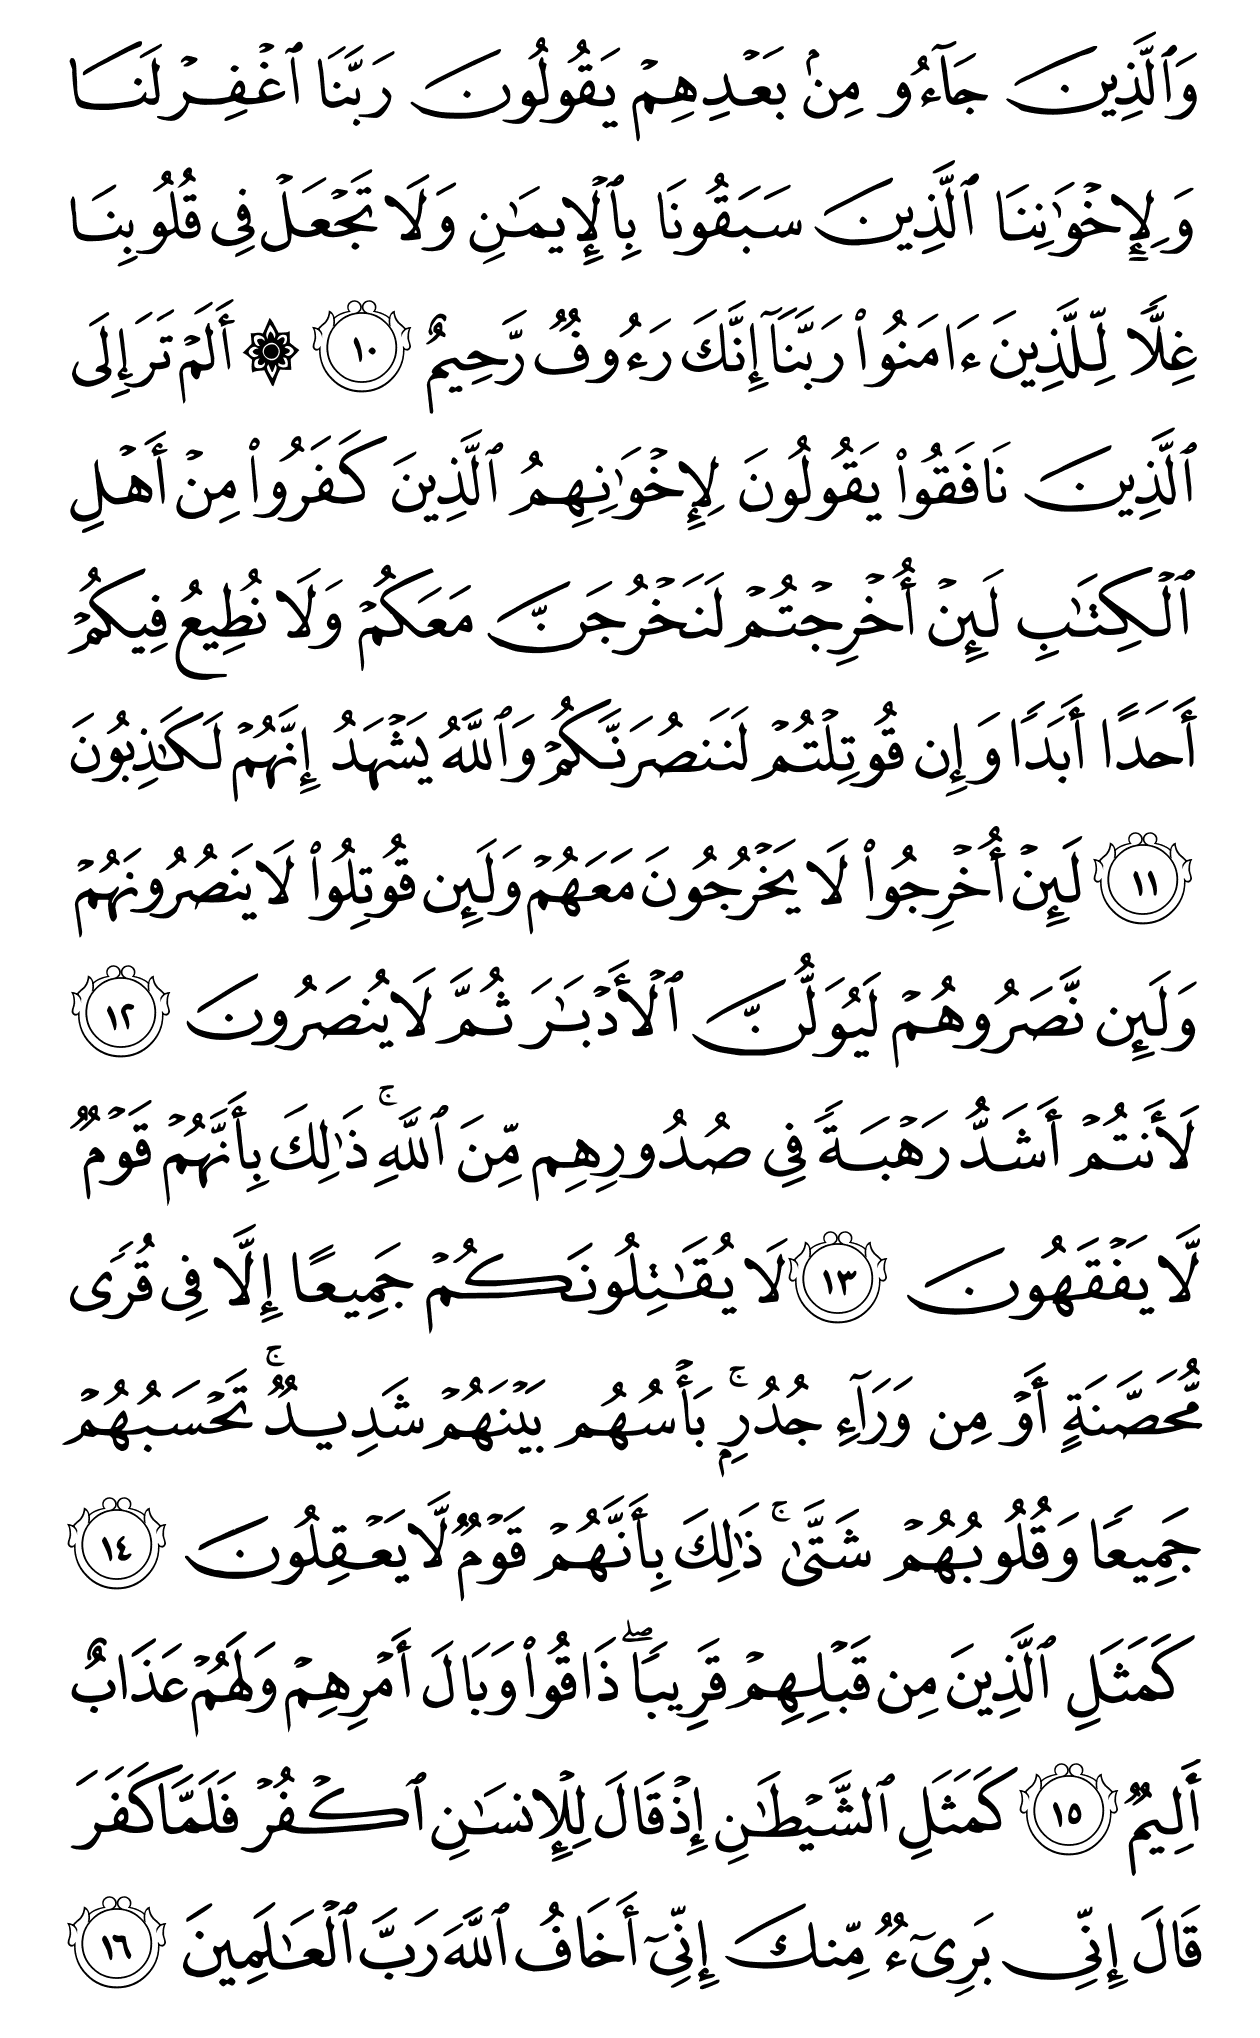 وَٱلَّذِينَ جَآءُو مِنۢ بَعۡدِهِمۡ يَقُولُونَ رَبَّنَا ٱغۡفِرۡ لَنَا
وَلِإِخۡوَٰنِنَا ٱلَّذِينَ سَبَقُونَا بِٱلۡإِيمَٰنِ وَلَا تَجۡعَلۡ فِي قُلُوبِنَا
غِلّٗا لِّلَّذِينَ ءَامَنُواْ رَبَّنَآ إِنَّكَ رَءُوفٞ رَّحِيمٌ ١٠ ۞ أَلَمۡ تَرَ إِلَى
ٱلَّذِينَ نَافَقُواْ يَقُولُونَ لِإِخۡوَٰنِهِمُ ٱلَّذِينَ كَفَرُواْ مِنۡ أَهۡلِ
ٱلۡكِتَٰبِ لَئِنۡ أُخۡرِجۡتُمۡ لَنَخۡرُجَنَّ مَعَكُمۡ وَلَا نُطِيعُ فِيكُمۡ
أَحَدًا أَبَدٗا وَإِن قُوتِلۡتُمۡ لَنَنصُرَنَّكُمۡ وَٱللَّهُ يَشۡهَدُ إِنَّهُمۡ لَكَٰذِبُونَ
١١ لَئِنۡ أُخۡرِجُواْ لَا يَخۡرُجُونَ مَعَهُمۡ وَلَئِن قُوتِلُواْ لَا يَنصُرُونَهُمۡ
وَلَئِن نَّصَرُوهُمۡ لَيُوَلُّنَّ ٱلۡأَدۡبَٰرَ ثُمَّ لَا يُنصَرُونَ ١٢
لَأَنتُمۡ أَشَدُّ رَهۡبَةٗ فِي صُدُورِهِم مِّنَ ٱللَّهِۚ ذَٰلِكَ بِأَنَّهُمۡ قَوۡمٞ
لَّا يَفۡقَهُونَ ١٣ لَا يُقَٰتِلُونَكُمۡ جَمِيعًا إِلَّا فِي قُرٗى
مُّحَصَّنَةٍ أَوۡ مِن وَرَآءِ جُدُرِۭۚ بَأۡسُهُم بَيۡنَهُمۡ شَدِيدٞۚ تَحۡسَبُهُمۡ
جَمِيعٗا وَقُلُوبُهُمۡ شَتَّىٰۚ ذَٰلِكَ بِأَنَّهُمۡ قَوۡمٞ لَّا يَعۡقِلُونَ ١٤
كَمَثَلِ ٱلَّذِينَ مِن قَبۡلِهِمۡ قَرِيبٗاۖ ذَاقُواْ وَبَالَ أَمۡرِهِمۡ وَلَهُمۡ عَذَابٌ
أَلِيمٞ ١٥ كَمَثَلِ ٱلشَّيۡطَٰنِ إِذۡ قَالَ لِلۡإِنسَٰنِ ٱكۡفُرۡ فَلَمَّا كَفَرَ
قَالَ إِنِّي بَرِيٓءٞ مِّنكَ إِنِّيٓ أَخَافُ ٱللَّهَ رَبَّ ٱلۡعَٰلَمِينَ ١٦